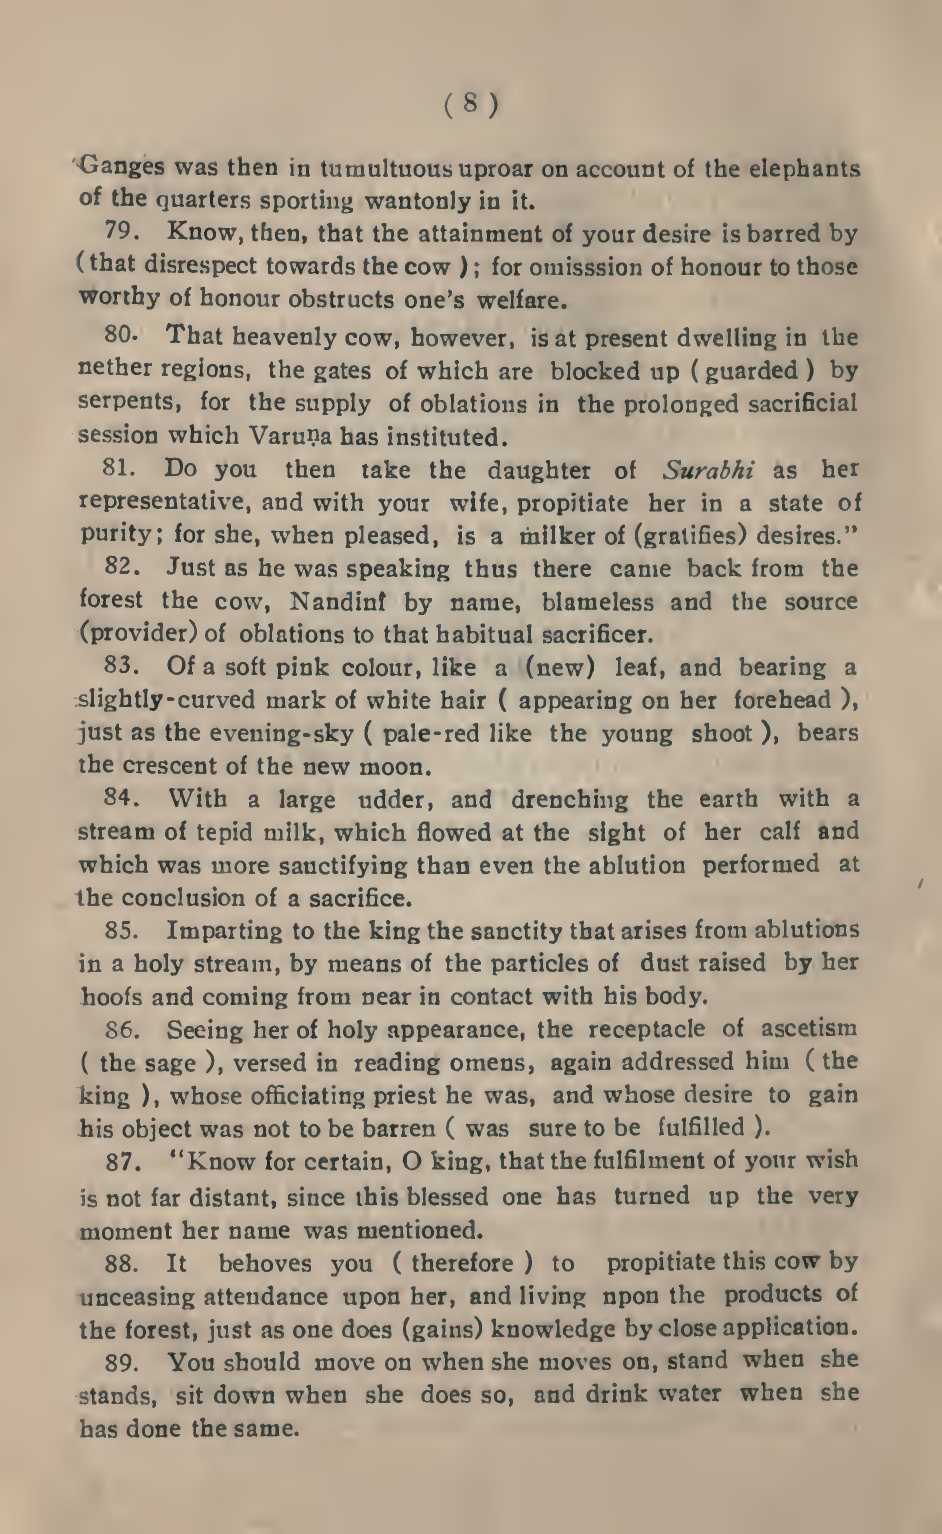 ( 8 )
Ganges was then in tumultuous uproar on account of the elephants
of the quarters sporting wantonly in it.
79. Know, then, that the attainment of your desire is barred by
( that disrespect towards the cow ) ; for omisssion of honour to those
worthy of honour obstructs one's welfare.
80. That heavenly cow, however, is at present dwelling in the
nether regions, the gates of which are blocked up ( guarded ) by
serpents, for the supply of oblations in the prolonged sacrificial
session which Varuṇa has instituted.
81. Do you then take the daughter of Surabhi as her
representative, and with your wife, propitiate her in a state of
purity; for she, when pleased, is a milker of (gratifies) desires."
82. Just as he was speaking thus there came back from the
forest the cow, Nandinî by name, blameless and the source
(provider) of oblations to that habitual sacrificer.
83. Of a soft pink colour, like a (new) leaf, and bearing a
slightly-curved mark of white hair ( appearing on her forehead ),
just as the evening-sky ( pale-red like the young shoot ), bears
the crescent of the new moon.
84. With a large udder, and drenching the earth with a
stream of tepid milk, which flowed at the sight of her calf and
which was more sanctifying than even the ablution performed at
the conclusion of a sacrifice.
85. Imparting to the king the sanctity that arises from ablutions
in a holy stream, by means of the particles of dust raised by her
hoofs and coming from near in contact with his body.
86. Seeing her of holy appearance, the receptacle of ascetism
( the sage ), versed in reading omens, again addressed him ( the
king ), whose officiating priest he was, and whose desire to gain
his object was not to be barren ( was sure to be fulfilled ).
87. "Know for certain, O king, that the fulfilment of your wish
is not far distant, since this blessed one has turned up the very
moment her name was mentioned.
88. It behoves you ( therefore ) to propitiate this cow by
unceasing attendance upon her, and living npon the products of
the forest, just as one does (gains) knowledge by close application.
89. You should move on when she moves on, stand when she
stands, sit down when she does so, and drink water when she
has done the same.